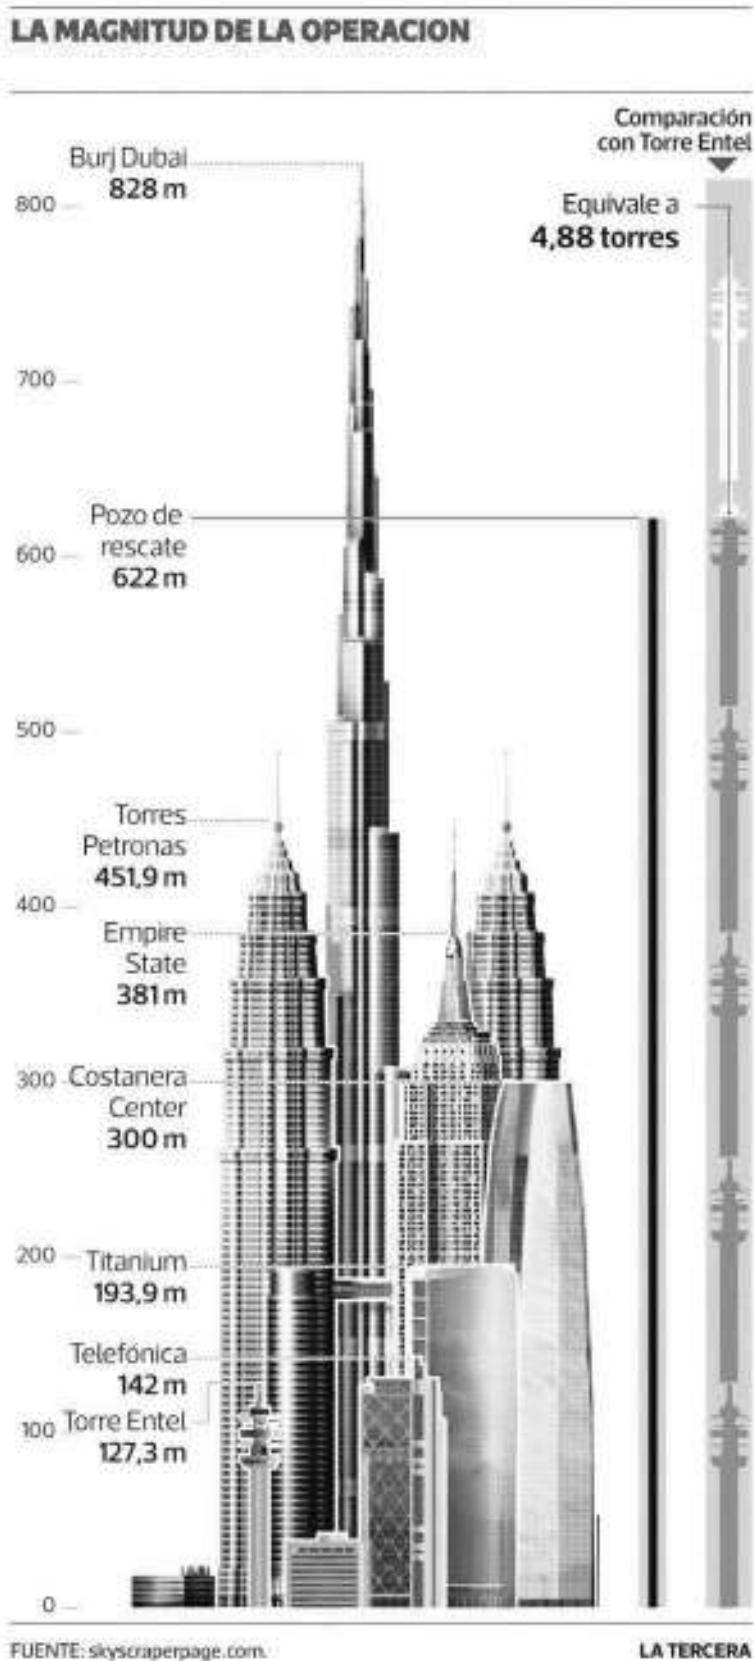 LA MAGNITUD DE LA OPERACION
Comparación
con Torre Entel
Burj Dubai
828 m
800
Equivale a
4,88 torres
700
Pozo de
rescate
622 m
600
500
Torres
Petronas
451,9 m
400
Empire
State
381 m
300
Costanera
Center
300 m
200
Titanium
193,9 m
Telefónica
142 m
100
Torre Entel
127,3 m
0
FUENTE: skyscraperpage.com.
LA TERCERA